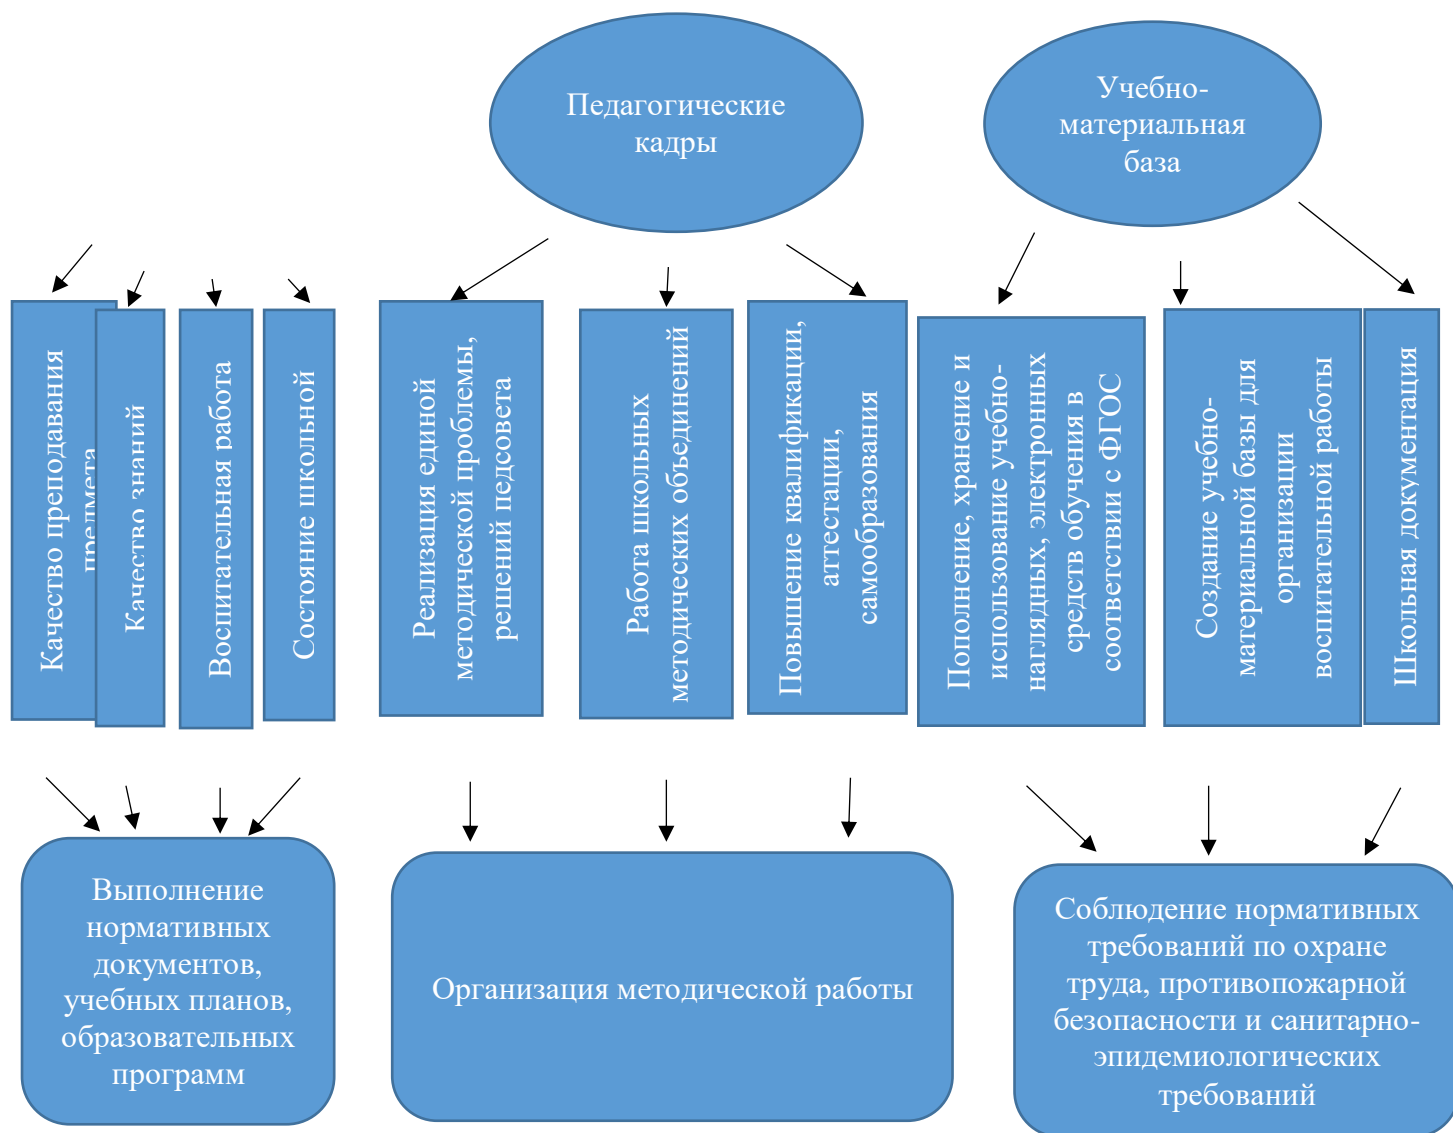 Педагогические
кадры
Учебно-
материальная
база
Качество преподавания
предмета
Качество знаний
Воспитательная работа
Состояние школьной
Реализация единой
методической проблемы,
решений педсовета
Работа школьных
методических объединений
Повышение квалификации,
аттестации,
самообразования
Пополнение, хранение и
использование учебно-
наглядных, электронных
средств обучения в
соответствии с ФГОС
Создание учебно-
материальной базы для
организации
воспитательной работы
Школьная документация
Выполнение
нормативных
документов,
учебных планов,
образовательных
программ
Организация методической работы
Соблюдение нормативных
требований по охране
труда, противопожарной
безопасности и санитарно-
эпидемиологических
требований